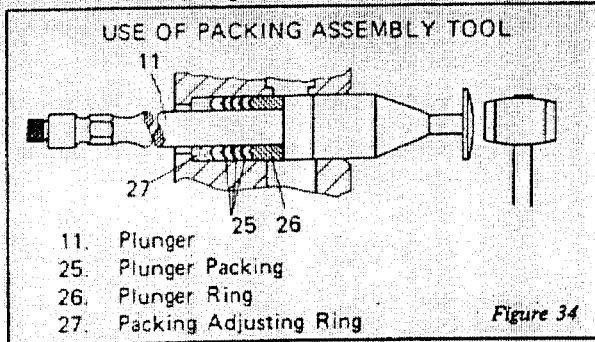 USE OF PACKING ASSEMBLY TOOL
11
27
25 26
11. Plunger
25. Plunger Packing
26. Plunger Ring
27. Packing Adjusting Ring
Figure 34